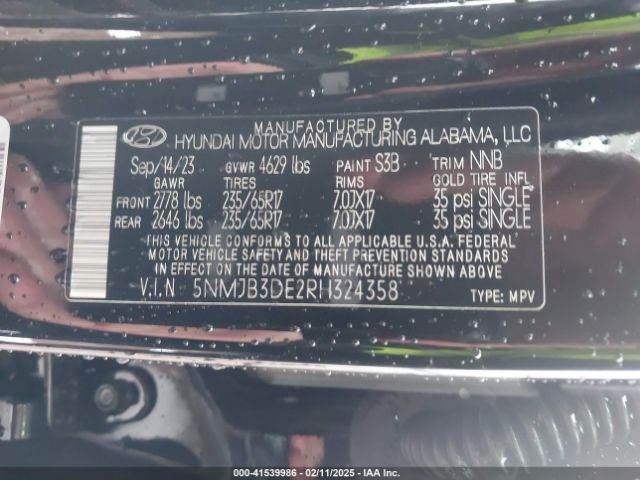 MANUFACTURED BY
HYUNDAI MOTOR MANUFACTURING ALABAMA, LLC
Sep/14/23 GVWR 4629 lbs PAINT S3B TRIM NNB
GAWR TIRES RIMS GOLD TIRE INFL
FRONT 2778 lbs 235/65R17 7.0JX17 35 psi SINGLE
REAR 2646 lbs 235/65R17 7.0JX17 35 psi SINGLE
THIS VEHICLE CONFORMS TO ALL APPLICABLE U.S.A. FEDERAL
MOTOR VEHICLE SAFETY AND THEFT PREVENTION STANDARDS
IN EFFECT ON THE DATE OF MANUFACTURE SHOWN ABOVE.
V.I.N 5NMJB3DE2RH324358 TYPE: MPV
000-41539986 - 02/11/2025 - IAA Inc.